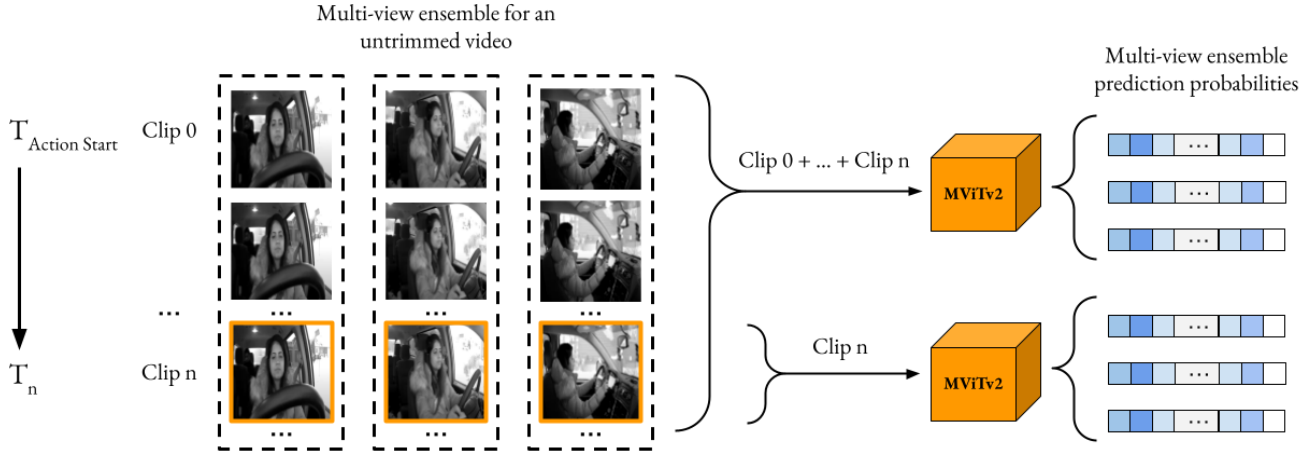 Multi-view ensemble for an
untrimmed video
Multi-view ensemble
prediction probabilities
T Action Start
Clip 0
Clip 0 + ... + Clip n
MViTv2
...
...
...
...
...
...
...
T n
Clip n
Clip n
MViTv2
...
...
...
...
...
...